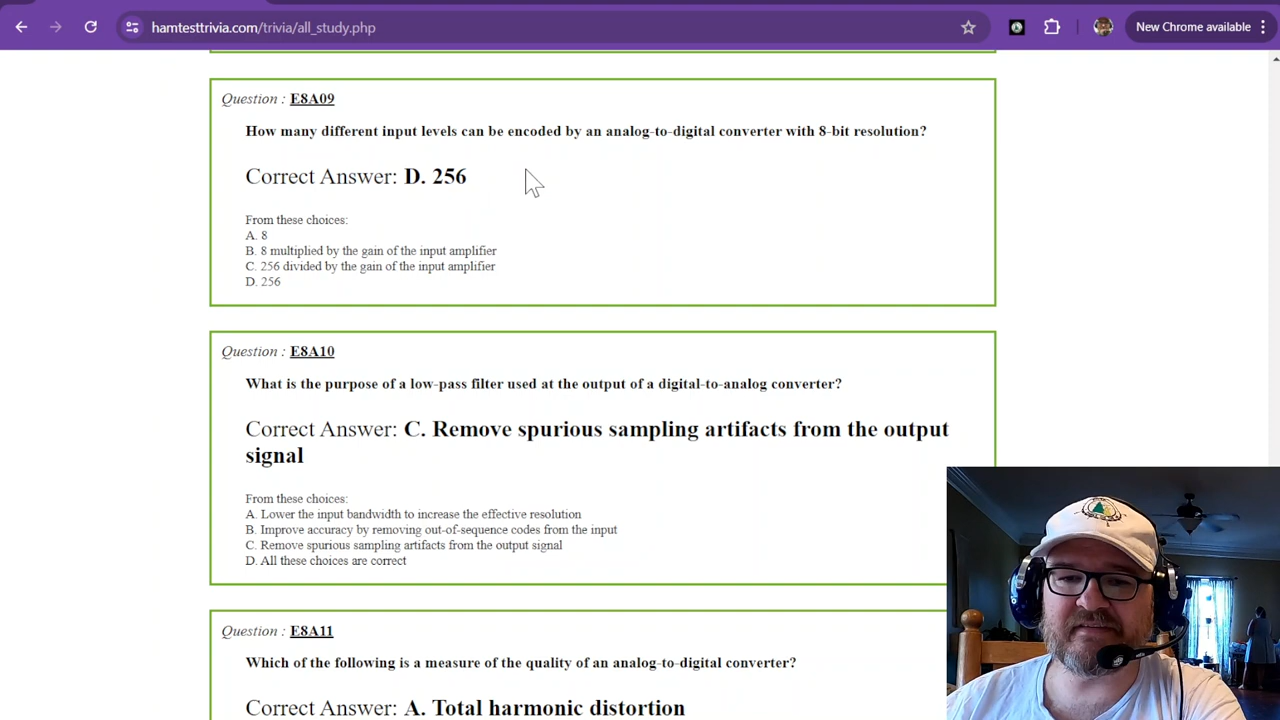 hamtesttrivia.com/trivia/all_study.php
New Chrome available
Question : E8A09
How many different input levels can be encoded by an analog-to-digital converter with 8-bit resolution?
Correct Answer: D. 256
From these choices:
A. 8
B. 8 multiplied by the gain of the input amplifier
C. 256 divided by the gain of the input amplifier
D. 256
Question : E8A10
What is the purpose of a low-pass filter used at the output of a digital-to-analog converter?
Correct Answer: C. Remove spurious sampling artifacts from the output
signal
From these choices:
A. Lower the input bandwidth to increase the effective resolution
B. Improve accuracy by removing out-of-sequence codes from the input
C. Remove spurious sampling artifacts from the output signal
D. All these choices are correct
Question : E8A11
Which of the following is a measure of the quality of an analog-to-digital converter?
Correct Answer: A. Total harmonic distortion